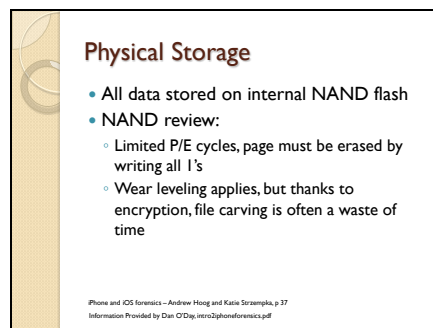 Physical Storage
• All data stored on internal NAND flash
• NAND review:
◦ Limited P/E cycles, page must be erased by
writing all 1's
◦ Wear leveling applies, but thanks to
encryption, file carving is often a waste of
time
iPhone and iOS forensics – Andrew Hoog and Katie Strzempka, p 37
Information Provided by Dan O'Day, intro2iphoneforensics.pdf